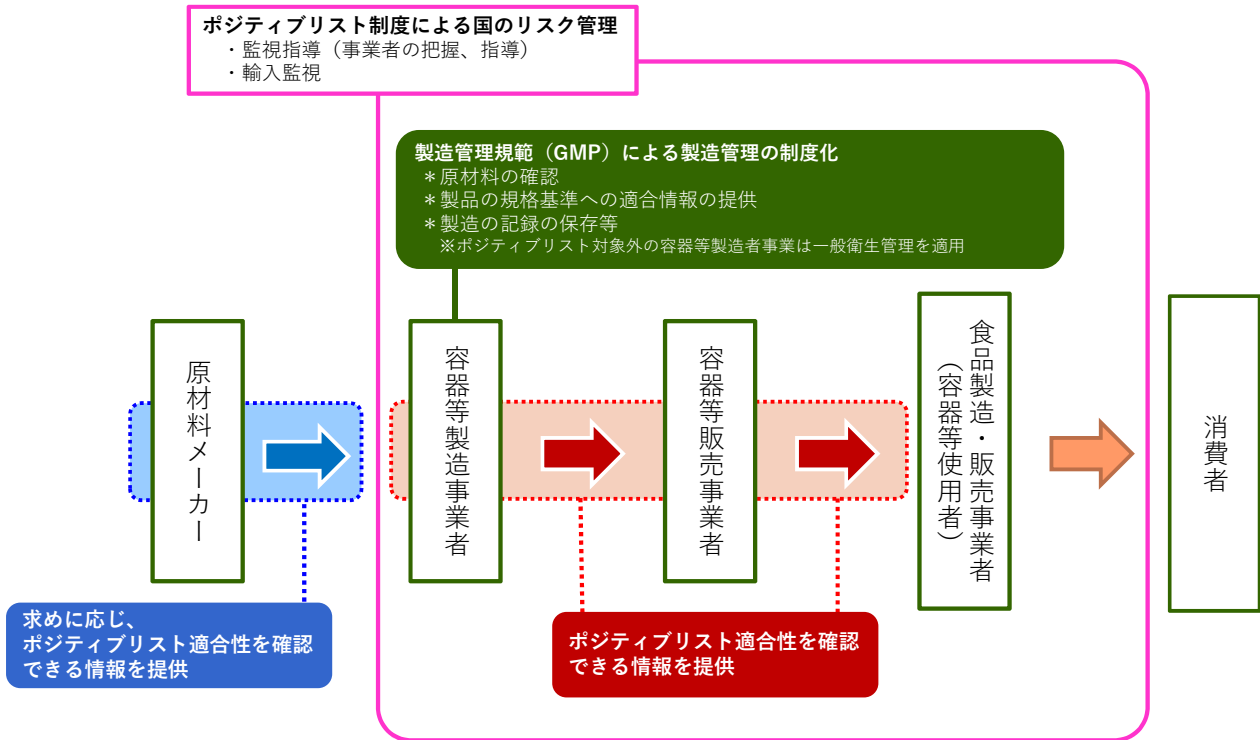 ポジティブリスト制度による国のリスク管理
・監視指導（事業者の把握、指導）
・輸入監視
製造管理規範（GMP）による製造管理の制度化
＊原材料の確認
＊製品の規格基準への適合情報の提供
＊製造の記録の保存等
※ポジティブリスト対象外の容器等製造者事業は一般衛生管理を適用
原材料メーカー
容器等製造事業者
容器等販売事業者
食品製造・販売事業者
（容器等使用者）
消費者
求めに応じ、
ポジティブリスト適合性を確認
できる情報を提供
ポジティブリスト適合性を確認
できる情報を提供